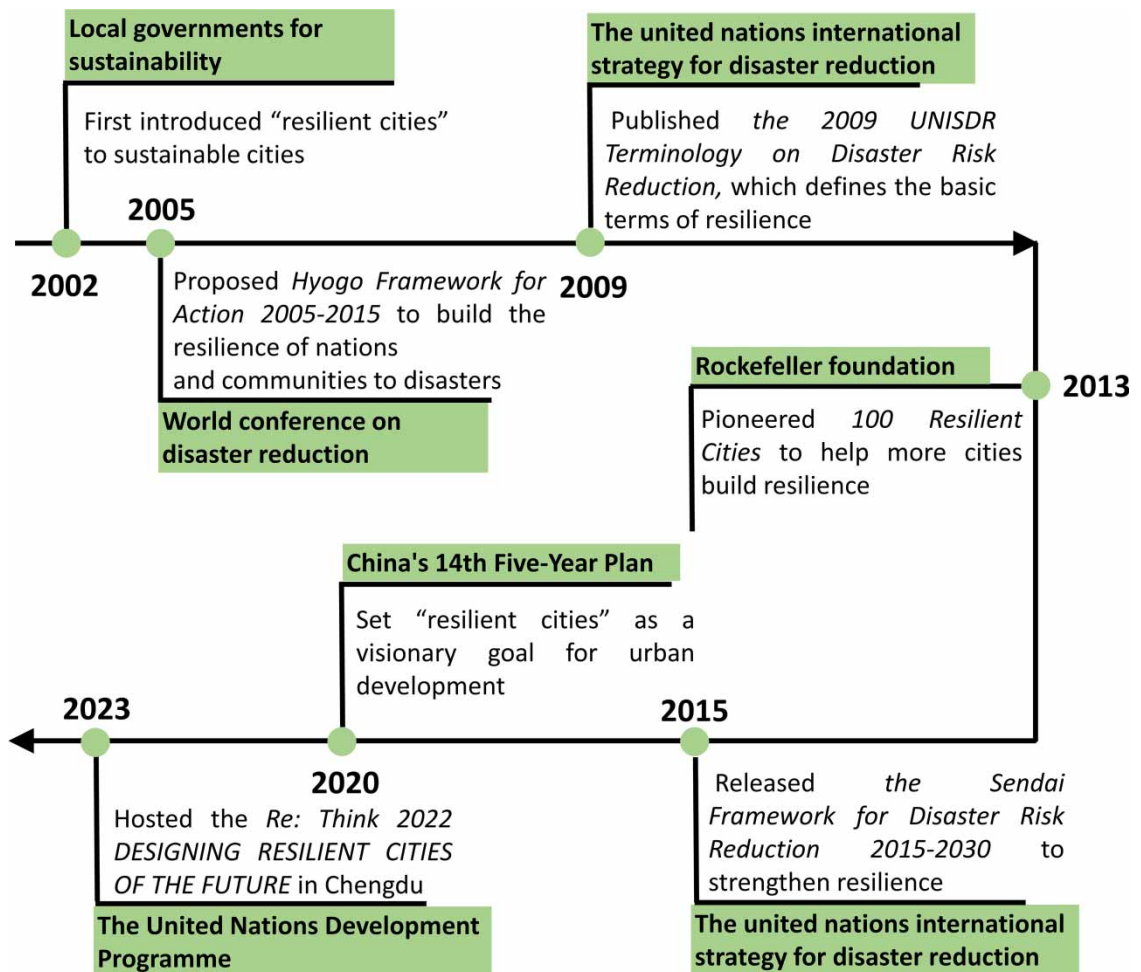 Local governments for
sustainability
First introduced “resilient cities”
to sustainable cities
2002
2005
Proposed Hyogo Framework for
Action 2005-2015 to build the
resilience of nations
and communities to disasters
World conference on
disaster reduction
The united nations international
strategy for disaster reduction
Published the 2009 UNISDR
Terminology on Disaster Risk
Reduction, which defines the basic
terms of resilience
2009
Rockefeller foundation
2013
Pioneered 100 Resilient
Cities to help more cities
build resilience
2015
Released the Sendai
Framework for Disaster Risk
Reduction 2015-2030 to
strengthen resilience
The united nations international
strategy for disaster reduction
China's 14th Five-Year Plan
Set “resilient cities” as a
visionary goal for urban
development
2020
2023
Hosted the Re: Think 2022
DESIGNING RESILIENT CITIES
OF THE FUTURE in Chengdu
The United Nations Development
Programme